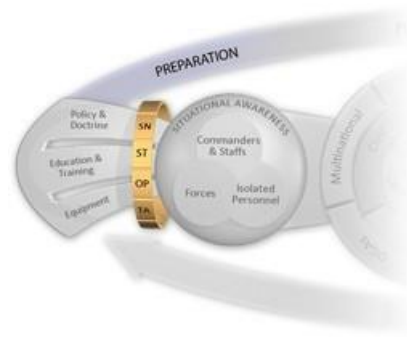 PREPARATION
Policy &
Doctrine
Education &
Training
Equipment
SN
ST
OP
TA
SITUATIONAL AWARENESS
Commanders
& Staffs
Forces
Isolated
Personnel
Multinational